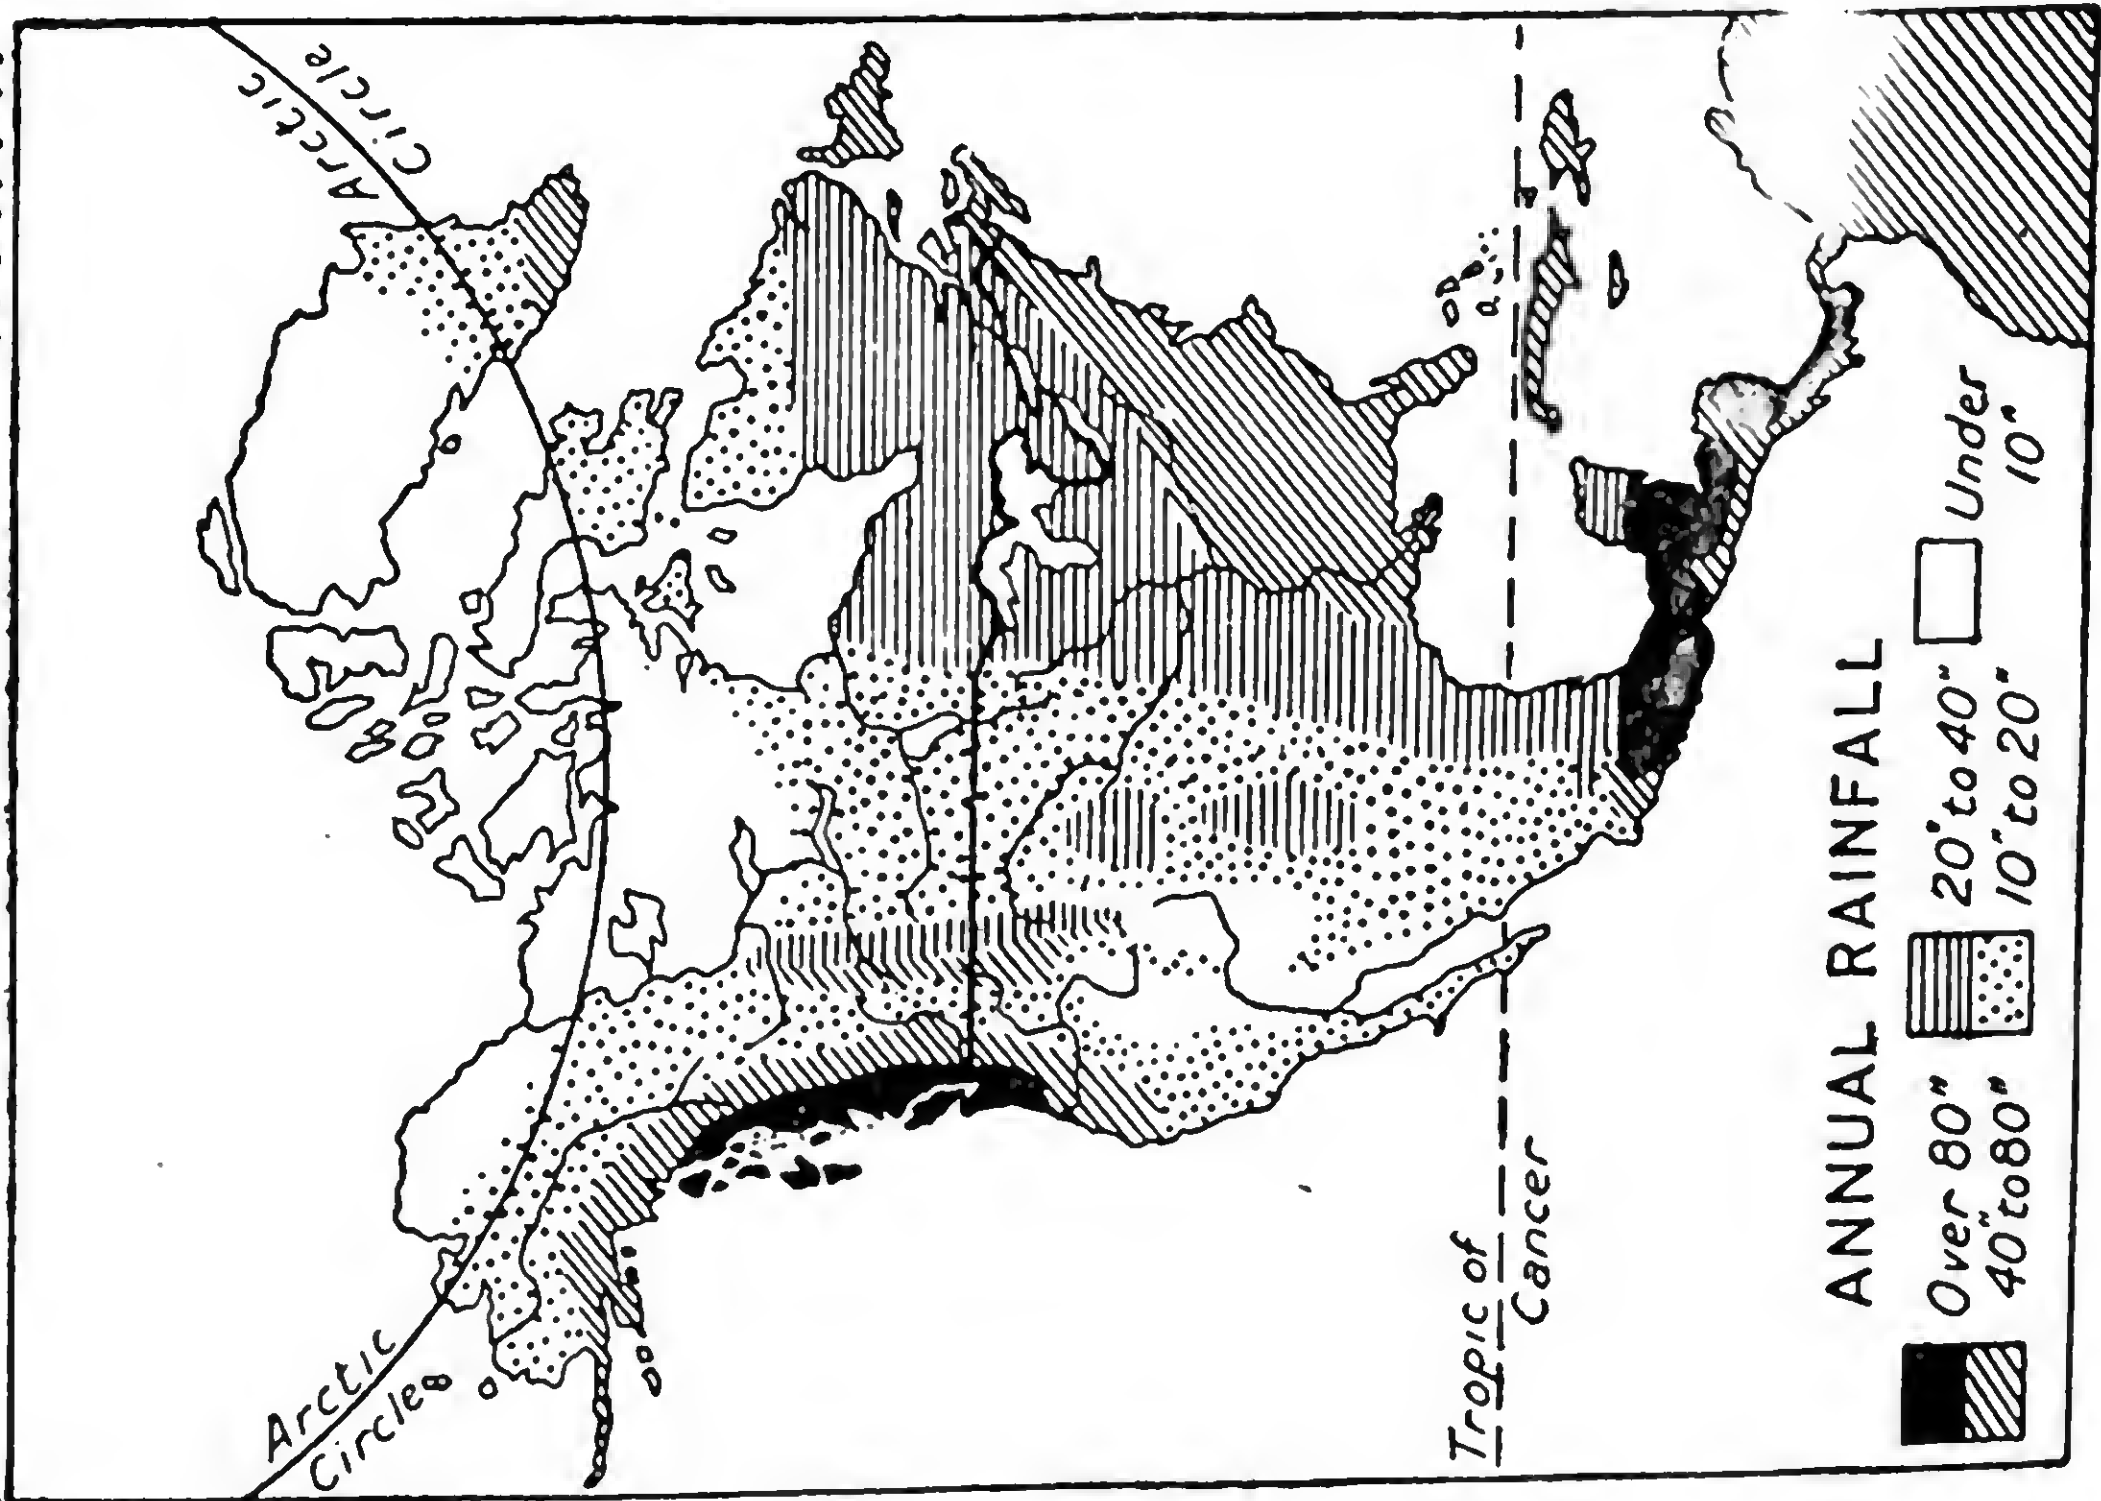 Arctic
Circle
Arctic
Circle
Tropic of
Cancer
ANNUAL RAINFALL
Over 80"
40" to 80"
20" to 40"
10" to 20"
Under
10"